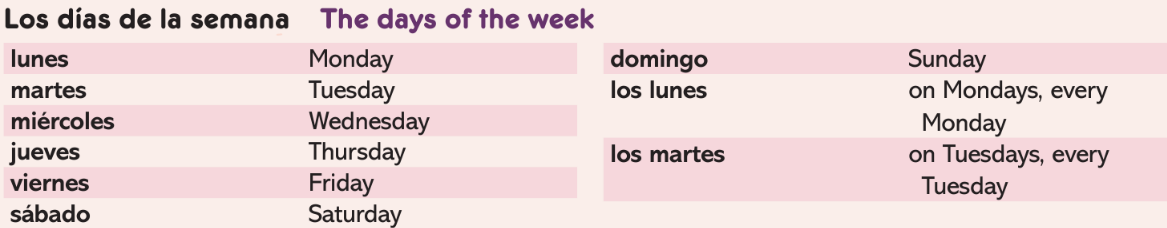 Los días de la semana The days of the week
lunes Monday
martes Tuesday
miércoles Wednesday
jueves Thursday
viernes Friday
sábado Saturday
domingo Sunday
los lunes on Mondays, every
Monday
los martes on Tuesdays, every
Tuesday